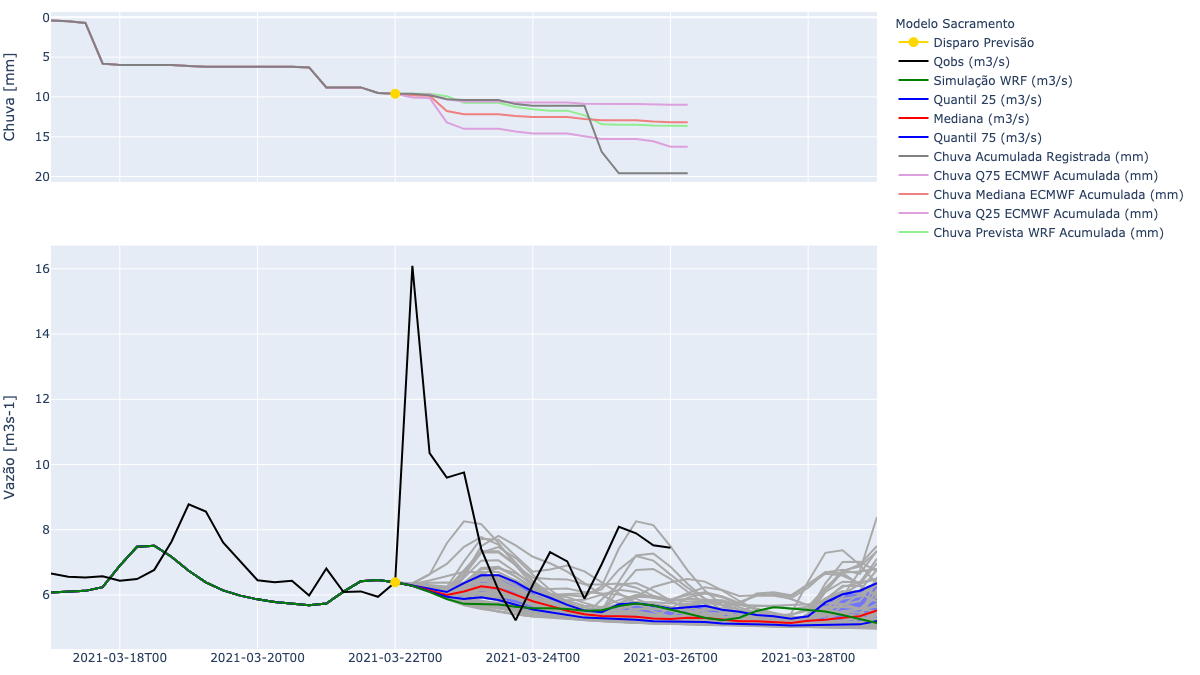 Chuva [mm]
0
5
10
15
20
Modelo Sacramento
Disparo Previsão
Qobs (m3/s)
Simulação WRF (m3/s)
Quantil 25 (m3/s)
Mediana (m3/s)
Quantil 75 (m3/s)
Chuva Acumulada Registrada (mm)
Chuva Q75 ECMWF Acumulada (mm)
Chuva Mediana ECMWF Acumulada (mm)
Chuva Q25 ECMWF Acumulada (mm)
Chuva Prevista WRF Acumulada (mm)
Vazão [m3s-1]
16
14
12
10
8
6
2021-03-18T00
2021-03-20T00
2021-03-22T00
2021-03-24T00
2021-03-26T00
2021-03-28T00